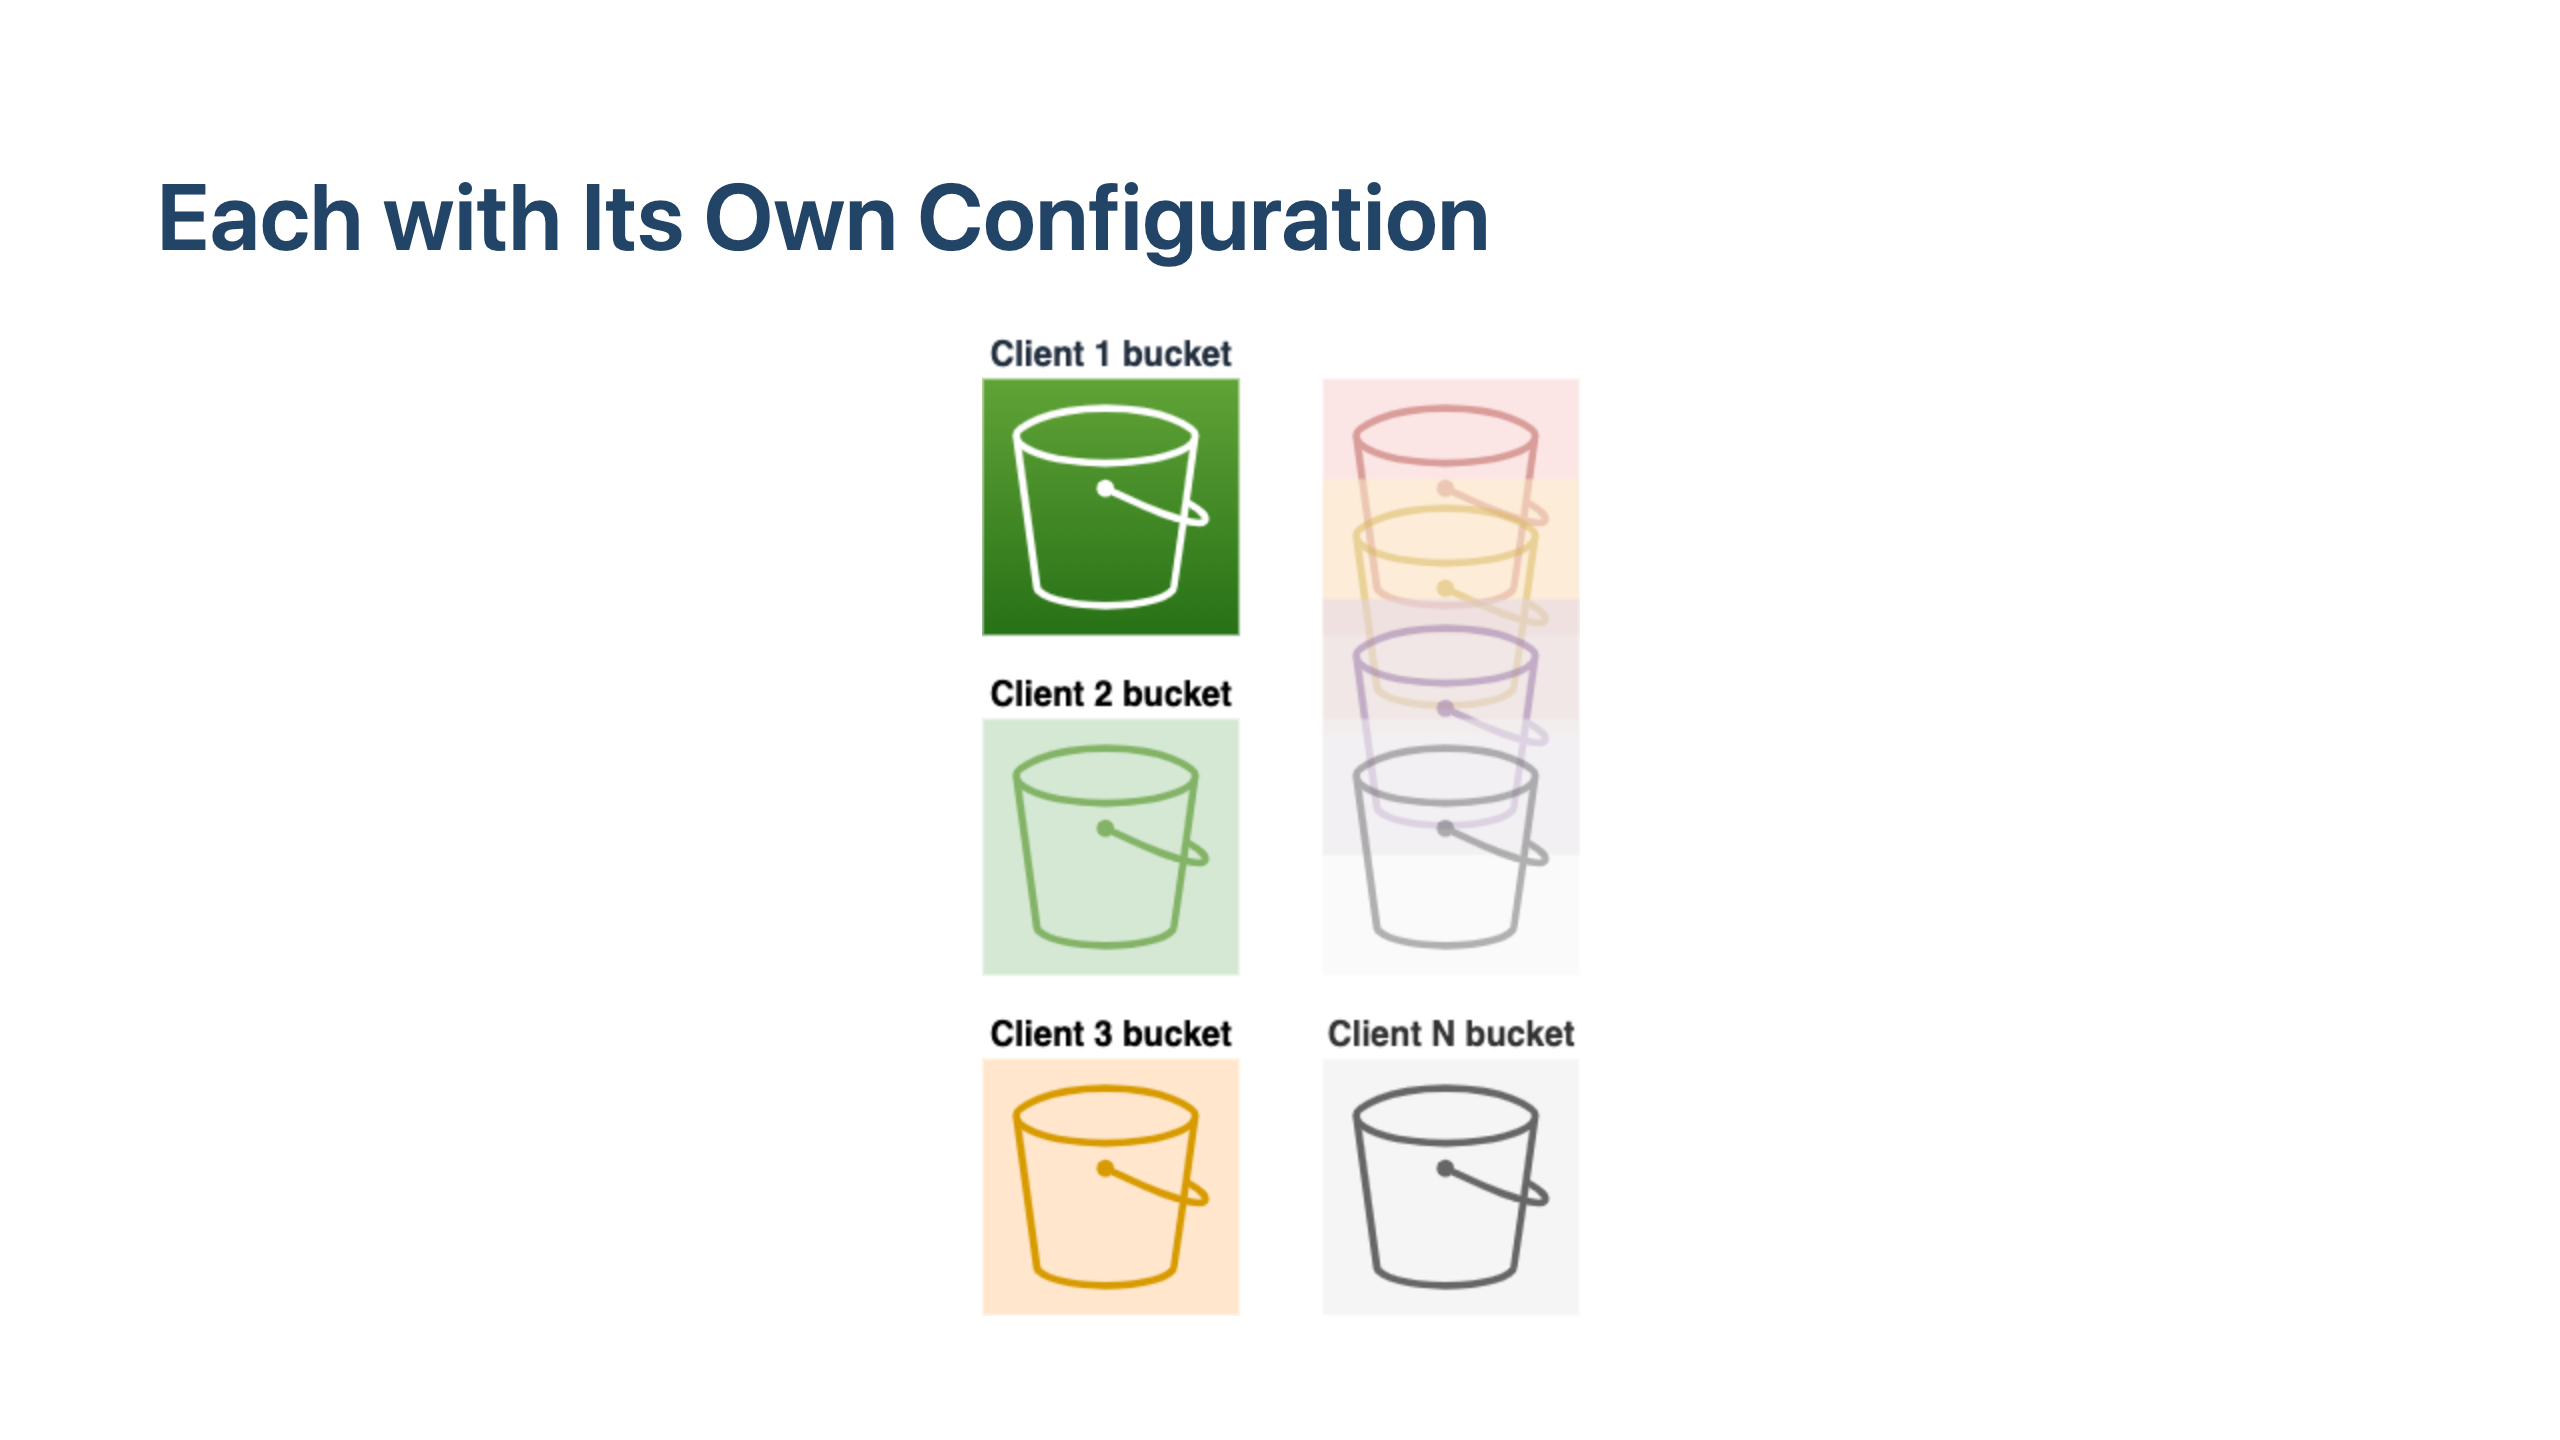 Each with Its Own Configuration
Client 1 bucket
Client 2 bucket
Client 3 bucket
Client N bucket